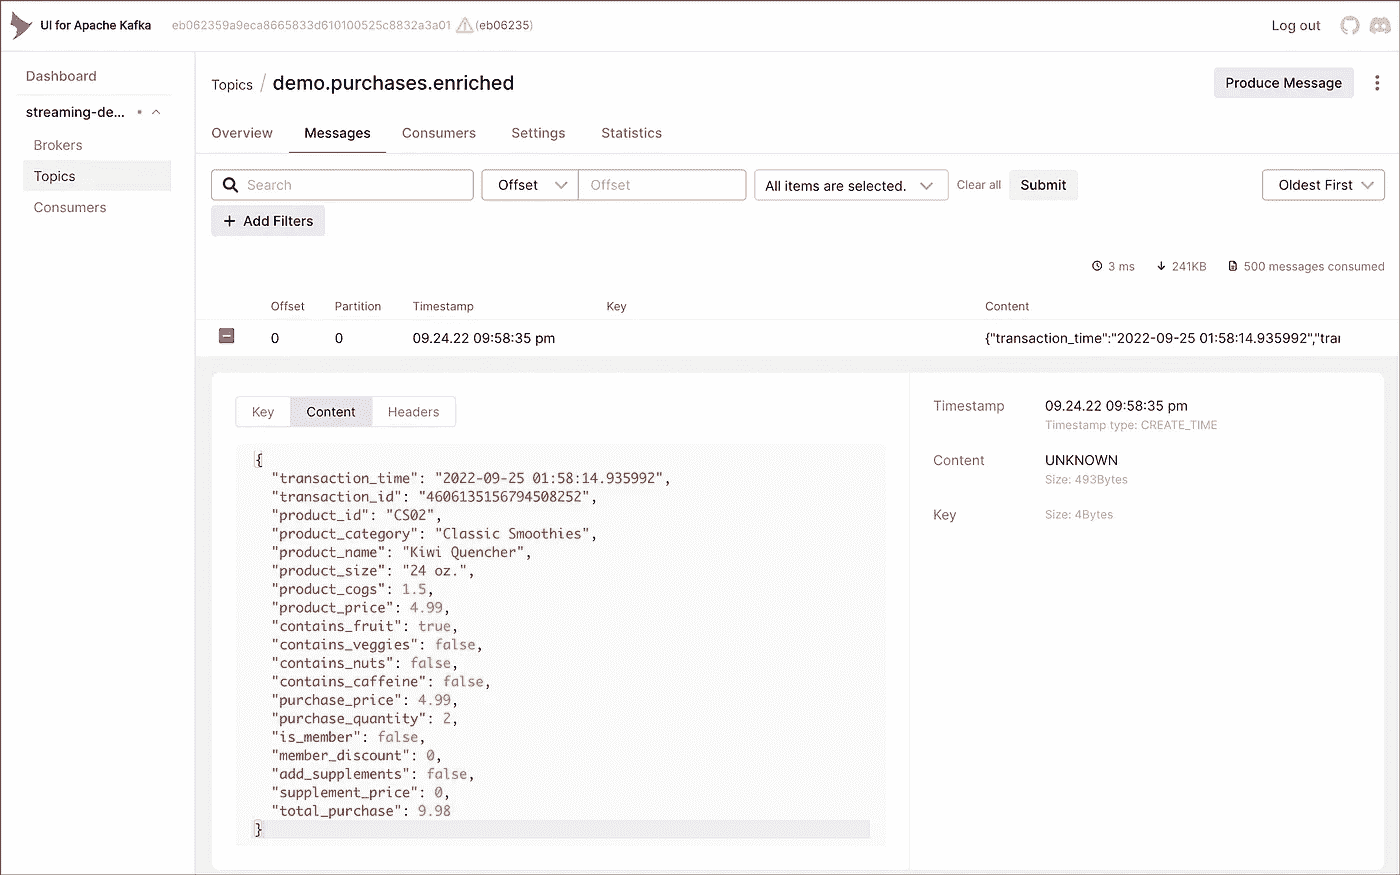 UI for Apache Kafka eb062359a9eca8665833d610100525c8832a3a01 (eb06235) Log out
Dashboard
streaming-de...
Brokers
Topics
Consumers
Topics / demo.purchases.enriched Produce Message
Overview Messages Consumers Settings Statistics
Search Offset Offset All items are selected. Clear all Submit Oldest First
+ Add Filters
3 ms 241KB 500 messages consumed
Offset Partition Timestamp Key Content
0 0 09.24.22 09:58:35 pm {"transaction_time":"2022-09-25 01:58:14.935992","trai
Key Content Headers
{
"transaction_time": "2022-09-25 01:58:14.935992",
"transaction_id": "4606135156794508252",
"product_id": "CS02",
"product_category": "Classic Smoothies",
"product_name": "Kiwi Quencher",
"product_size": "24 oz.",
"product_cogs": 1.5,
"product_price": 4.99,
"contains_fruit": true,
"contains_veggies": false,
"contains_nuts": false,
"contains_caffeine": false,
"purchase_price": 4.99,
"purchase_quantity": 2,
"is_member": false,
"member_discount": 0,
"add_supplements": false,
"supplement_price": 0,
"total_purchase": 9.98
}
Timestamp 09.24.22 09:58:35 pm
Timestamp type: CREATE_TIME
Content UNKNOWN
Size: 493Bytes
Key Size: 4Bytes